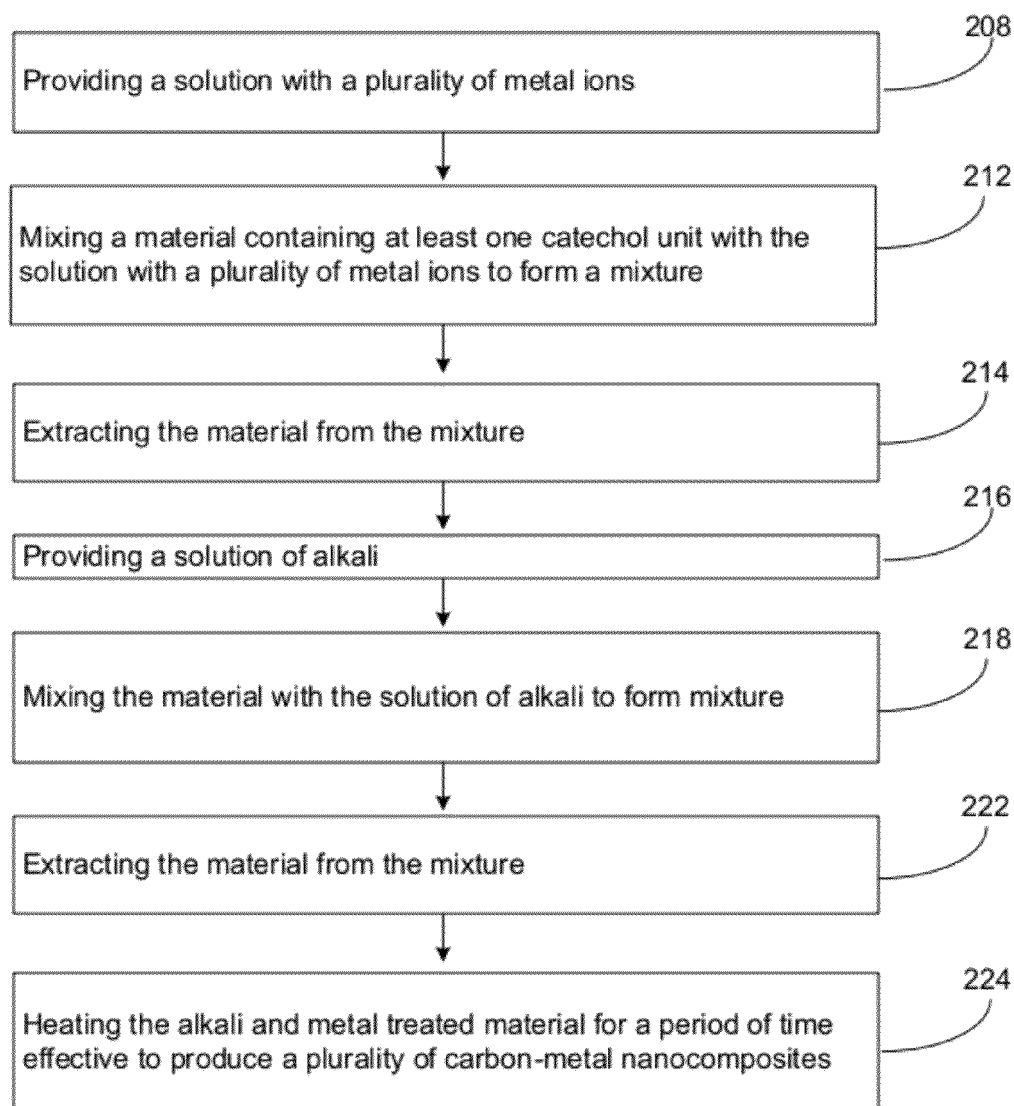 208
Providing a solution with a plurality of metal ions
212
Mixing a material containing at least one catechol unit with the
solution with a plurality of metal ions to form a mixture
214
Extracting the material from the mixture
216
Providing a solution of alkali
218
Mixing the material with the solution of alkali to form mixture
222
Extracting the material from the mixture
224
Heating the alkali and metal treated material for a period of time
effective to produce a plurality of carbon-metal nanocomposites